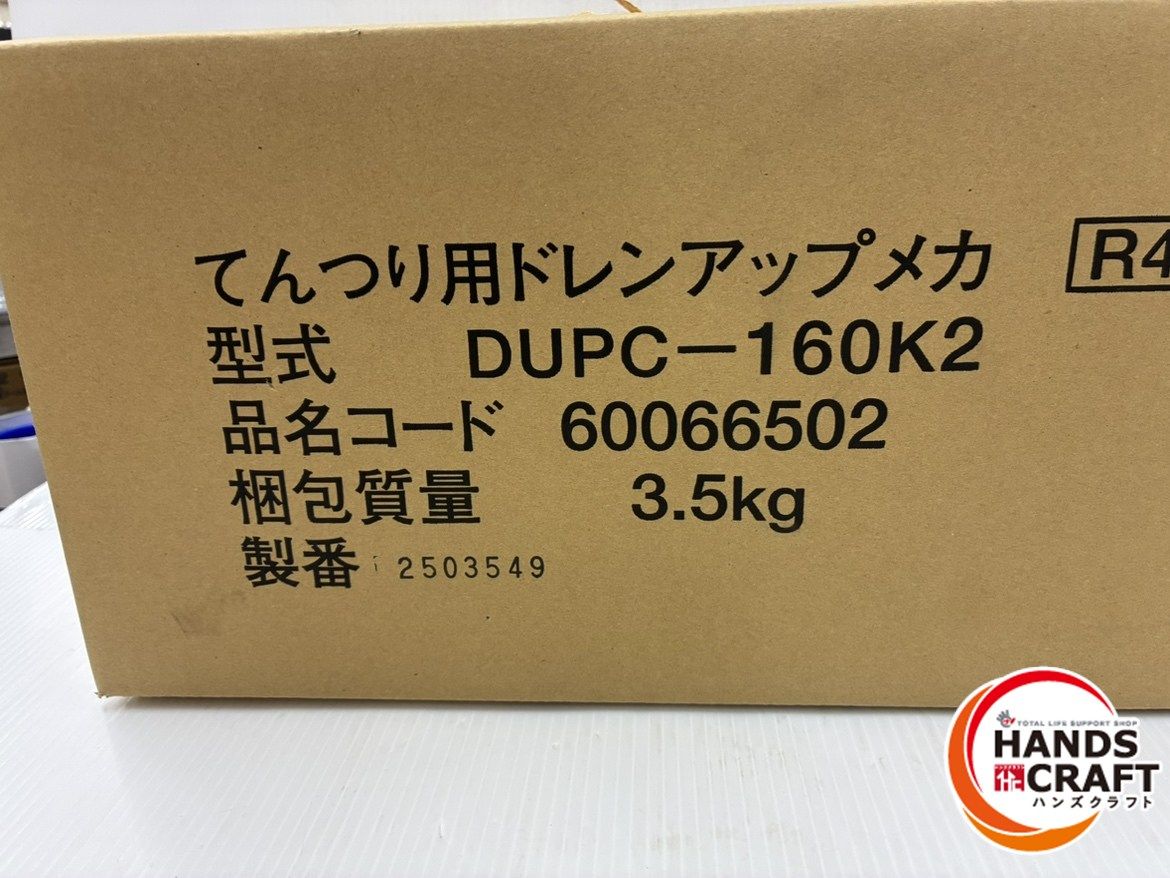 てんつり用ドレンアップメカ R4
型式 DUPC-160K2
品名コード 60066502
梱包質量 3.5kg
製番 2503549
TOTAL LIFE SUPPORT SHOP
HANDS
CRAFT
ハンズクラフト